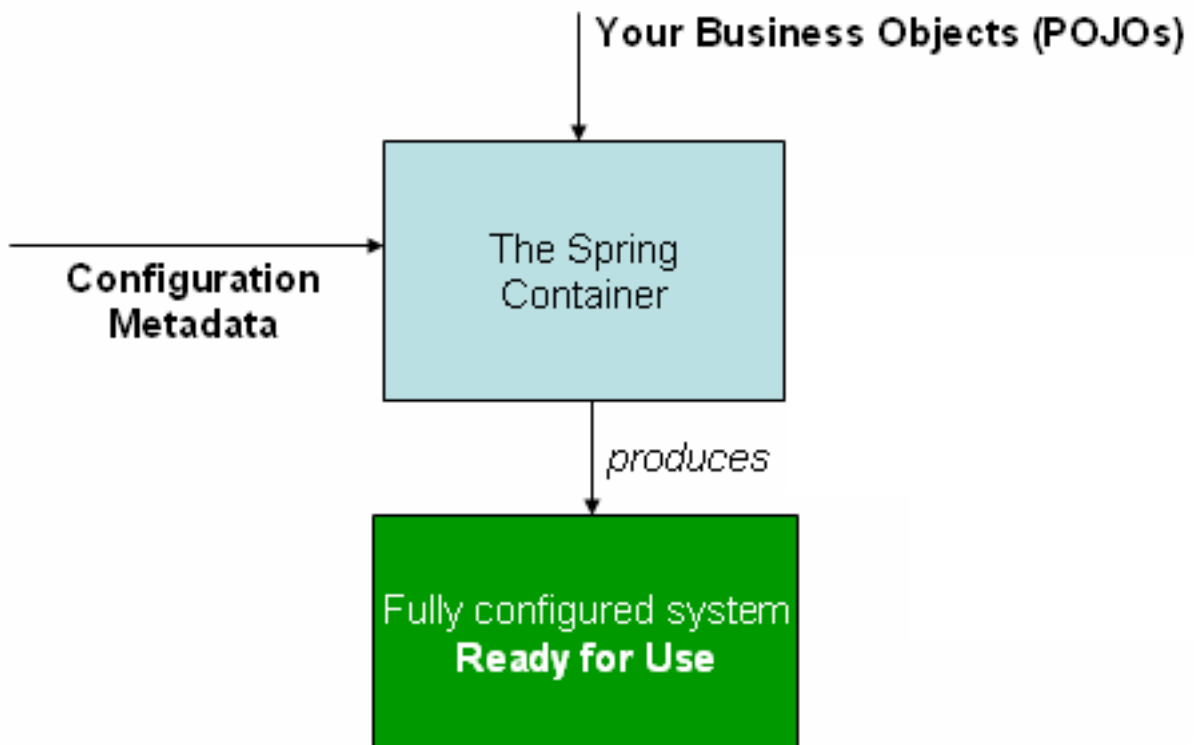 Your Business Objects (POJOs)
The Spring
Container
Configuration
Metadata
produces
Fully configured system
Ready for Use